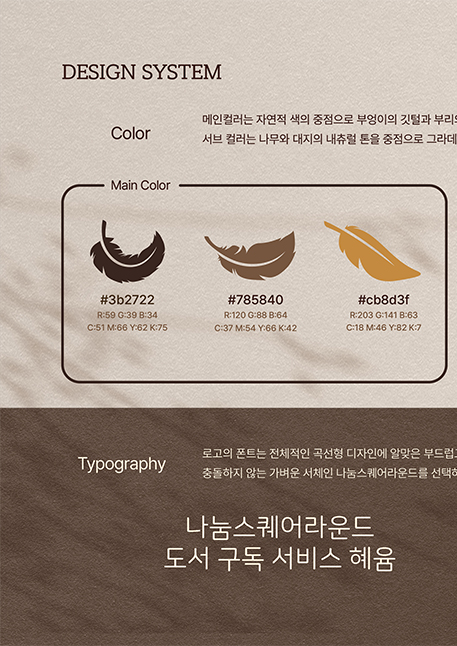 DESIGN SYSTEM
Color
메인컬러는 자연적 색의 중점으로 부엉이의 깃털과 부리
서브 컬러는 나무와 대지의 내츄럴 톤을 중점으로 그라데
Main Color
#3b2722
R:59 G:39 B:34
C:51 M:66 Y:62 K:75
#785840
R:120 G:88 B:64
C:37 M:54 Y:66 K:42
#cb8d3f
R:203 G:141 B:63
C:18 M:46 Y:82 K:7
Typography
로고의 폰트는 전체적인 곡선형 디자인에 알맞은 부드럽
충돌하지 않는 가벼운 서체인 나눔스퀘어라운드를 선택
나눔스퀘어라운드
도서 구독 서비스 혜윰